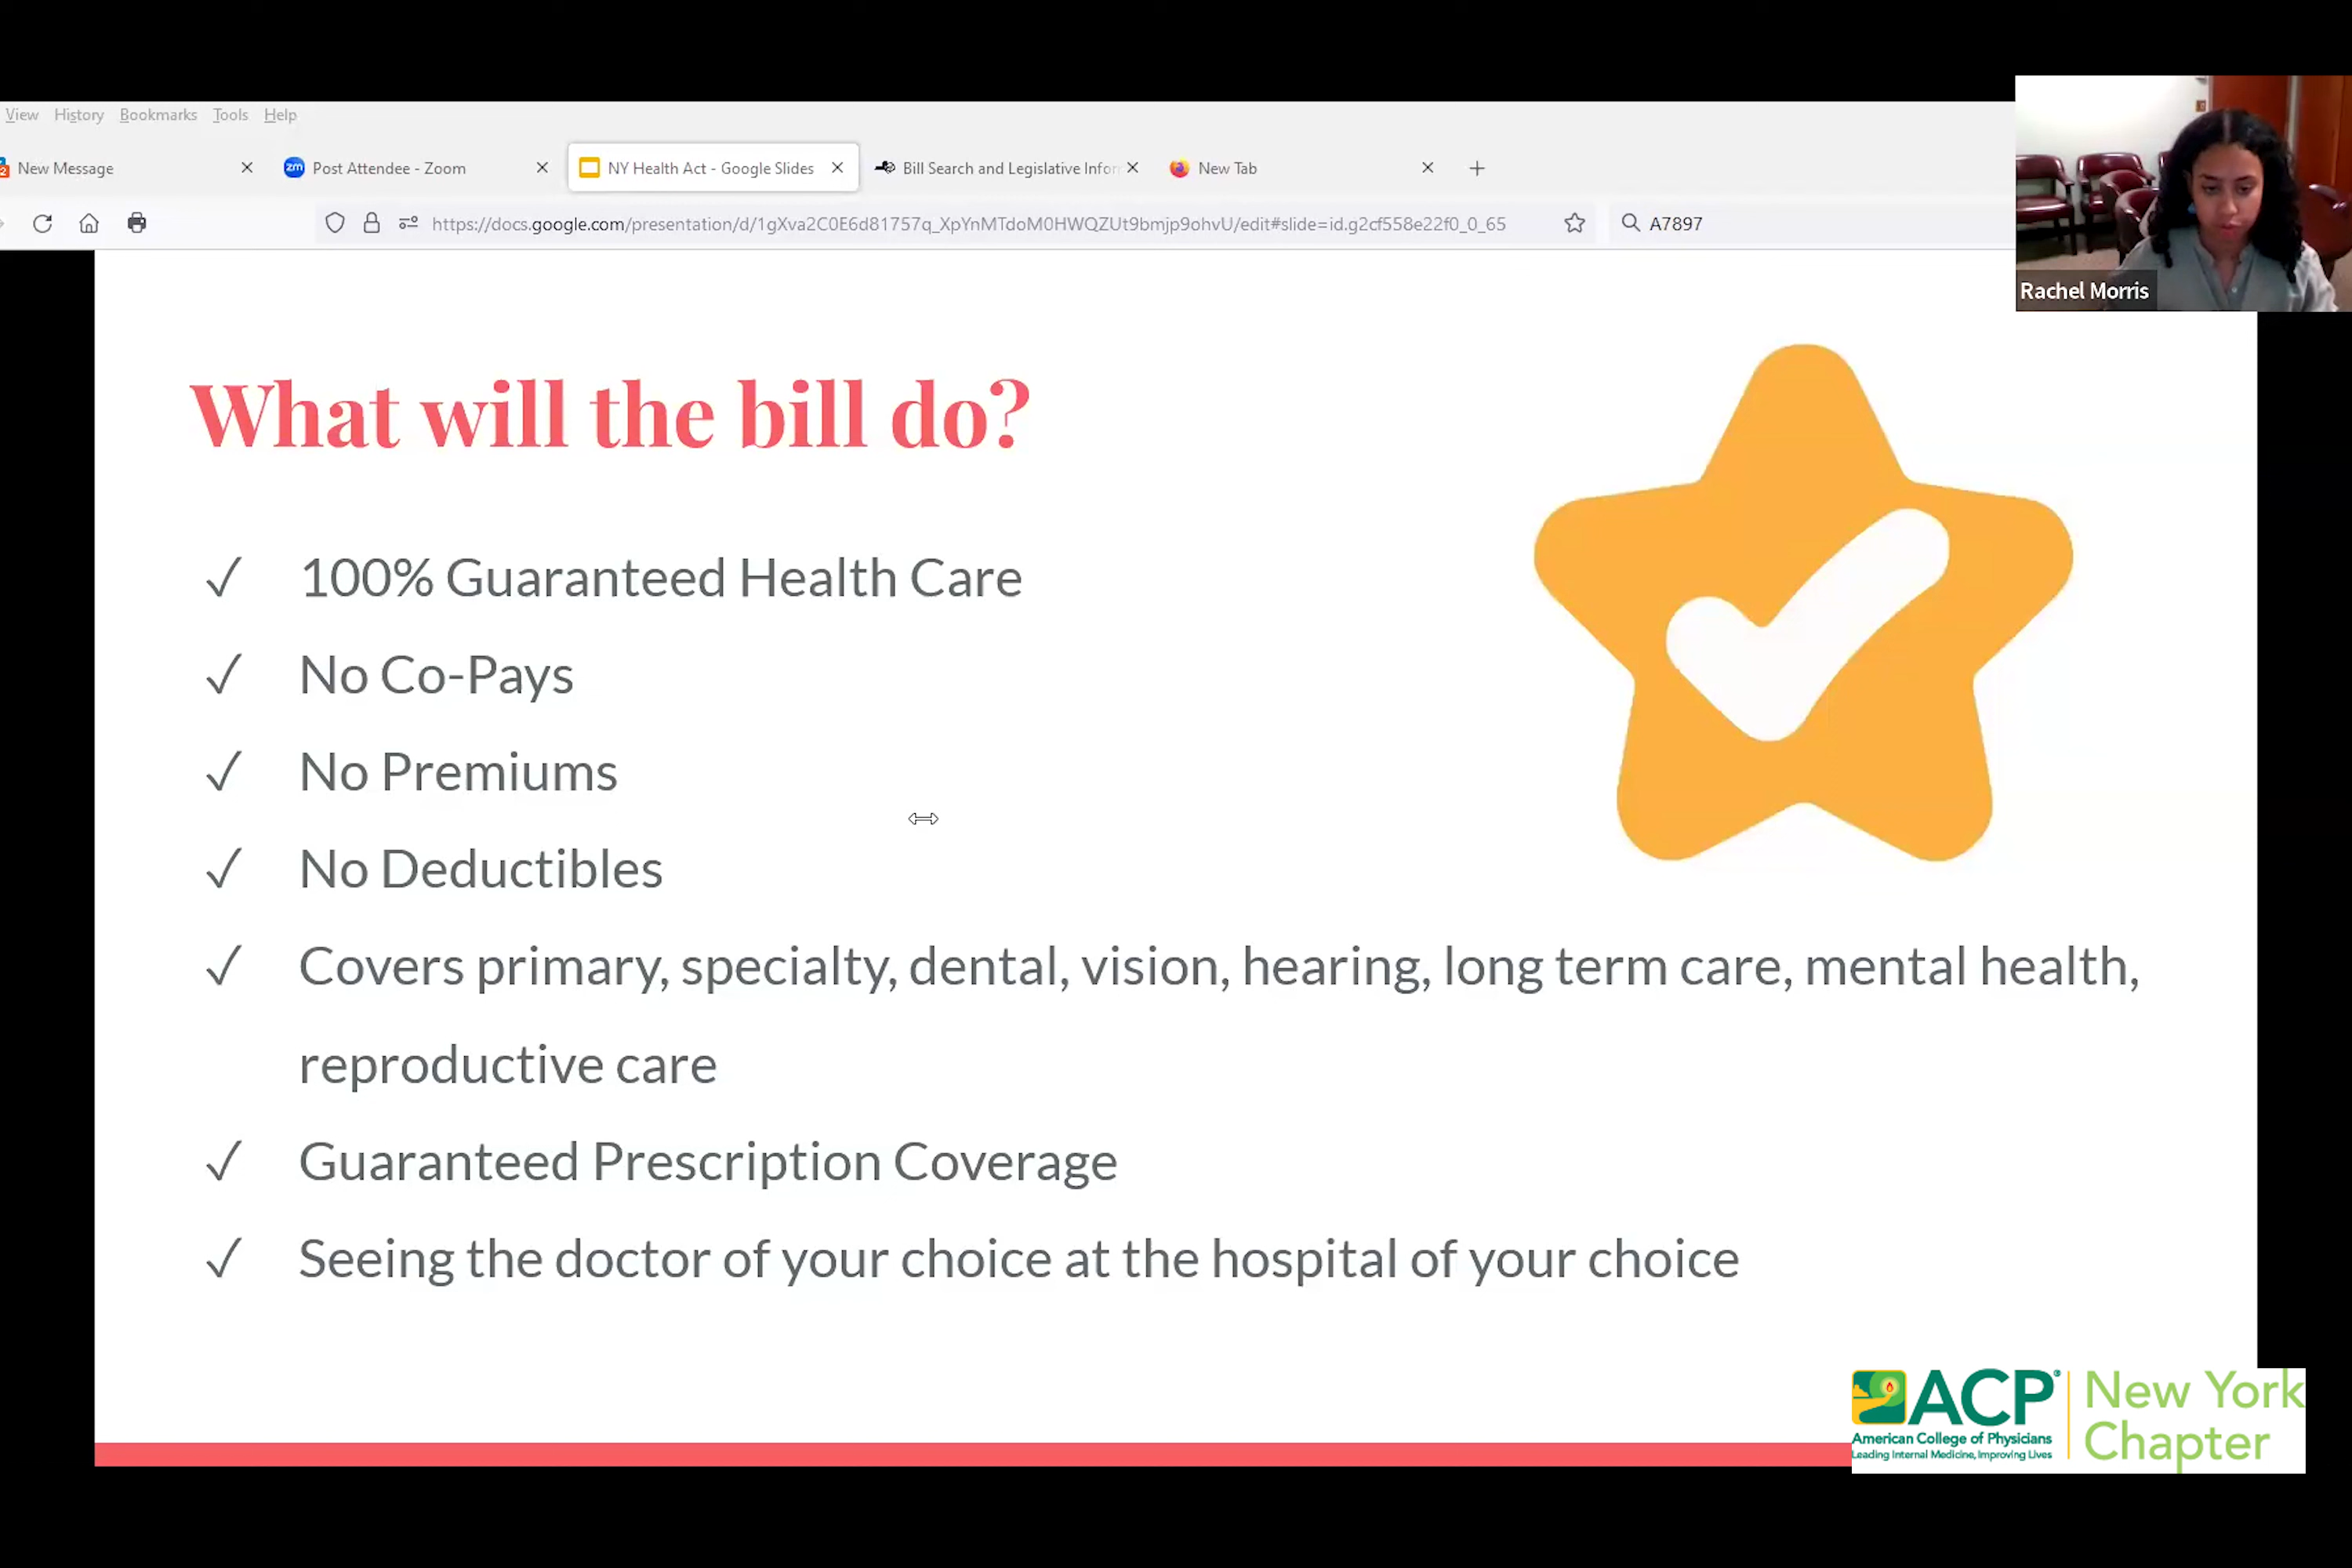 View History Bookmarks Tools Help
New Message
Post Attendee - Zoom
NY Health Act - Google Slides
Bill Search and Legislative Infor
New Tab
https://docs.google.com/presentation/d/1gXva2C0E6d81757q_XpYnMTdoM0HWQZUt9bmjp9ohvU/edit#slide=id.g2cf558e22f0_0_65
A7897
Rachel Morris
What will the bill do?
✓ 100% Guaranteed Health Care
✓ No Co-Pays
✓ No Premiums
✓ No Deductibles
✓ Covers primary, specialty, dental, vision, hearing, long term care, mental health,
reproductive care
✓ Guaranteed Prescription Coverage
✓ Seeing the doctor of your choice at the hospital of your choice
ACP®
American College of Physicians
Leading Internal Medicine, Improving Lives
New York
Chapter